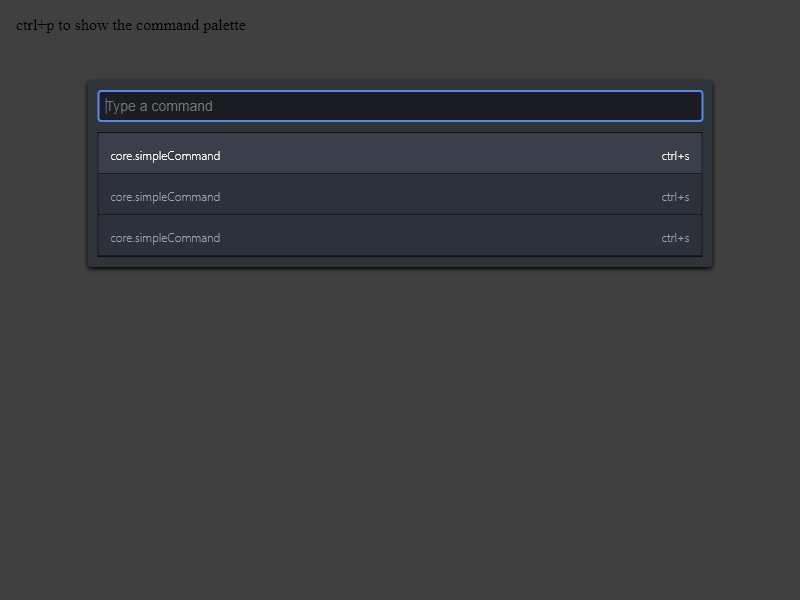 ctrl+p to show the command palette
Type a command
core.simpleCommand ctrl+s
core.simpleCommand ctrl+s
core.simpleCommand ctrl+s